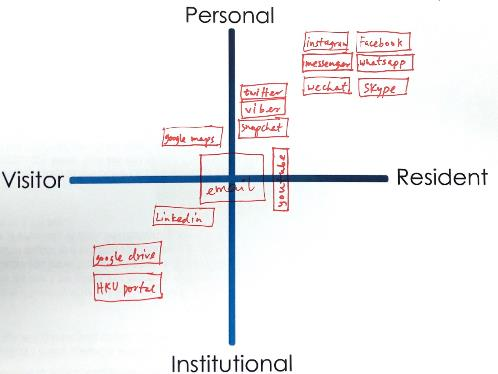 Personal
instagram
Facebook
messenger
whatsapp
wechat
skype
twitter
viber
snapchat
google maps
Visitor
email
youtube
Resident
Linkedin
google drive
HKU portal
Institutional